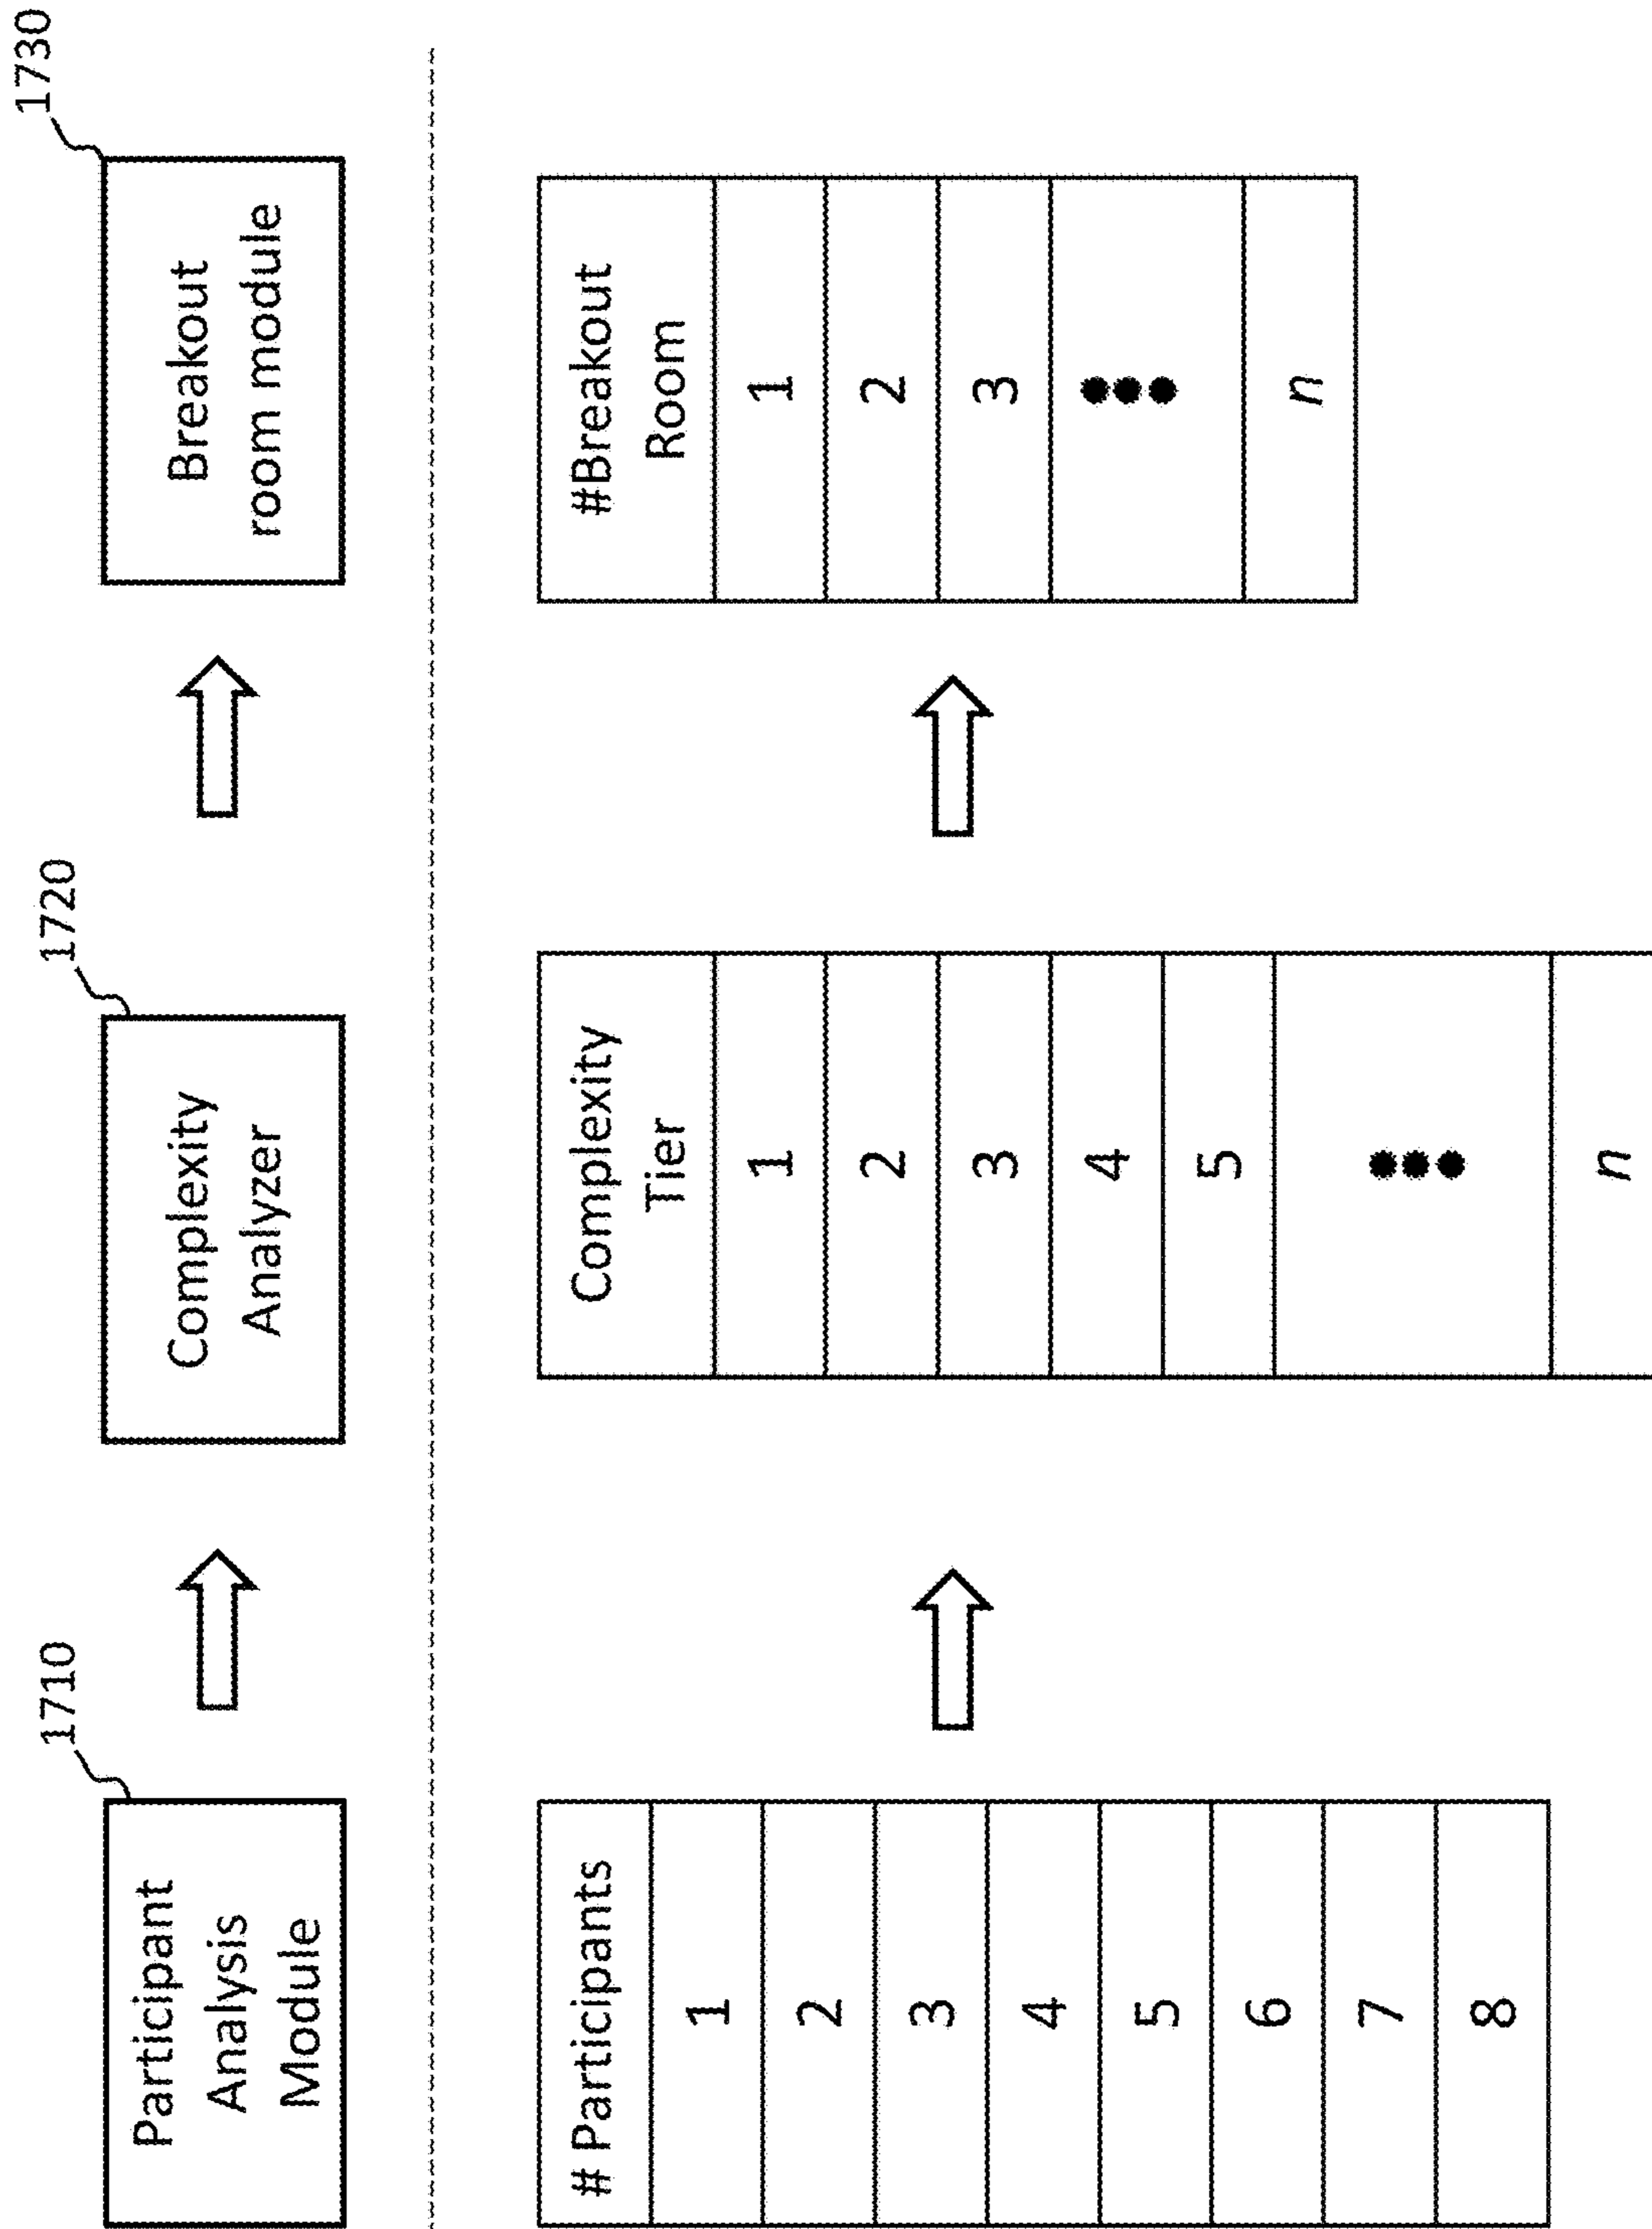 1710
1720
1730
Participant
Analysis
Module
Complexity
Analyzer
Breakout
room module
# Participants
1
2
3
4
5
6
7
8
Complexity
Tier
1
2
3
4
5
n
#Breakout
Room
1
2
3
n